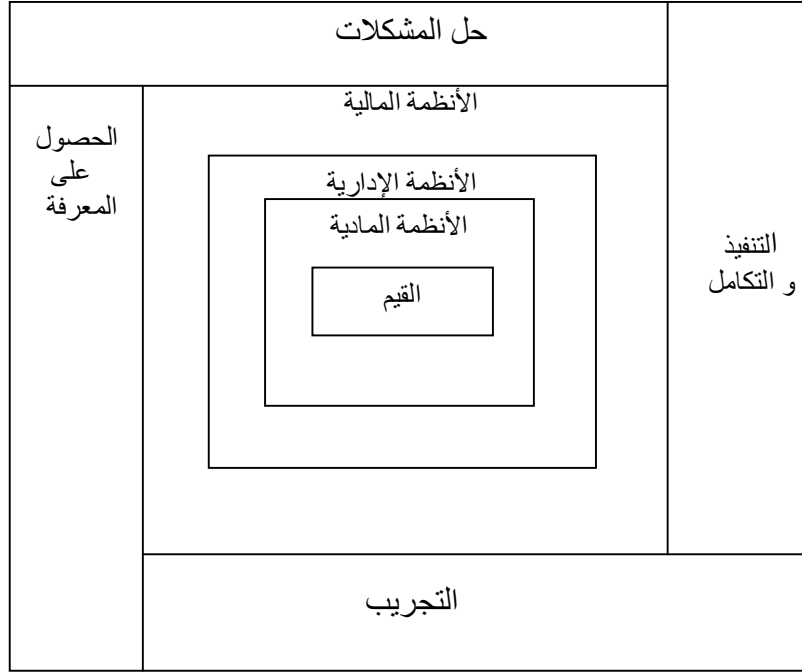 حل المشكلات
الأنظمة المالية
الحصول
على
المعرفة
الأنظمة الإدارية
الأنظمة المادية
القيم
التنفيذ
و التكامل
التجريب